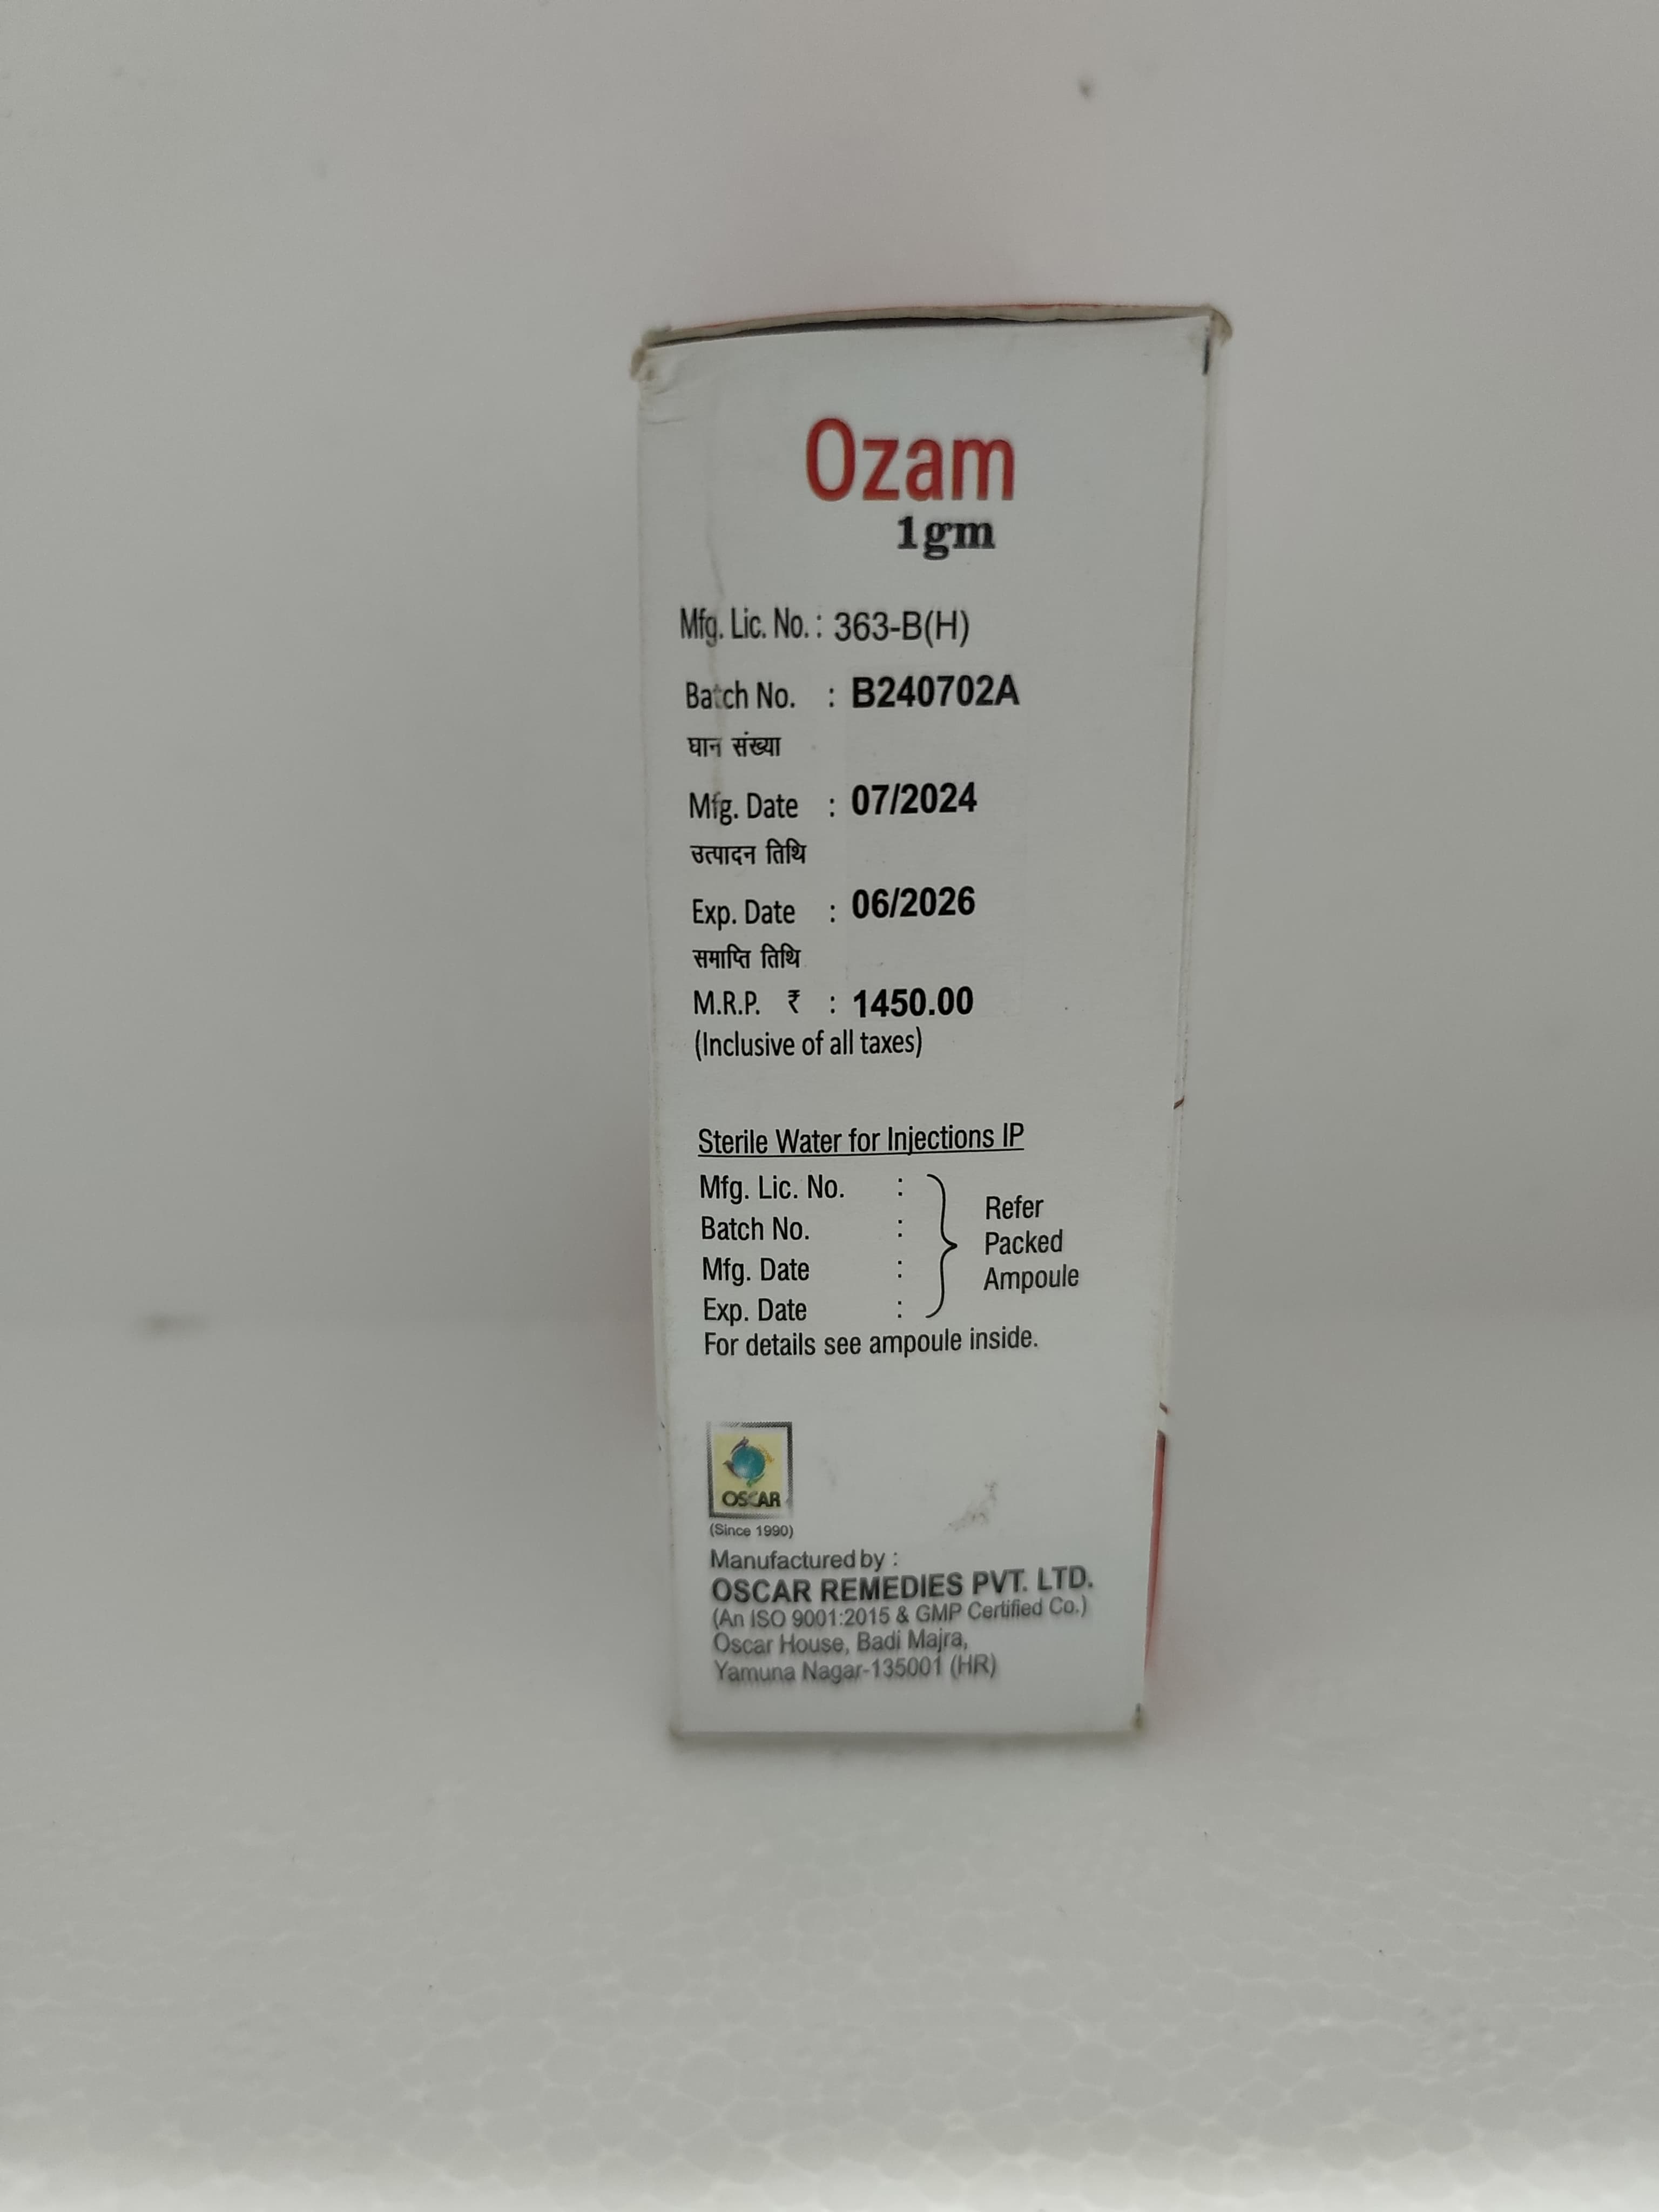 Ozam
1gm
Mfg. Lic. No. : 363-B(H)
Batch No. : B240702A
घान संख्या
Mfg. Date : 07/2024
उत्पादन तिथि
Exp. Date : 06/2026
समाप्ति तिथि
M.R.P. ₹ : 1450.00
(Inclusive of all taxes)
Sterile Water for Injections IP
Mfg. Lic. No. :
Batch No. :
Mfg. Date :
Exp. Date :
Refer
Packed
Ampoule
For details see ampoule inside.
OSCAR
(Since 1990)
Manufactured by :
OSCAR REMEDIES PVT. LTD.
(An ISO 9001:2015 & GMP Certified Co.)
Oscar House, Badi Majra,
Yamuna Nagar-135001 (HR)